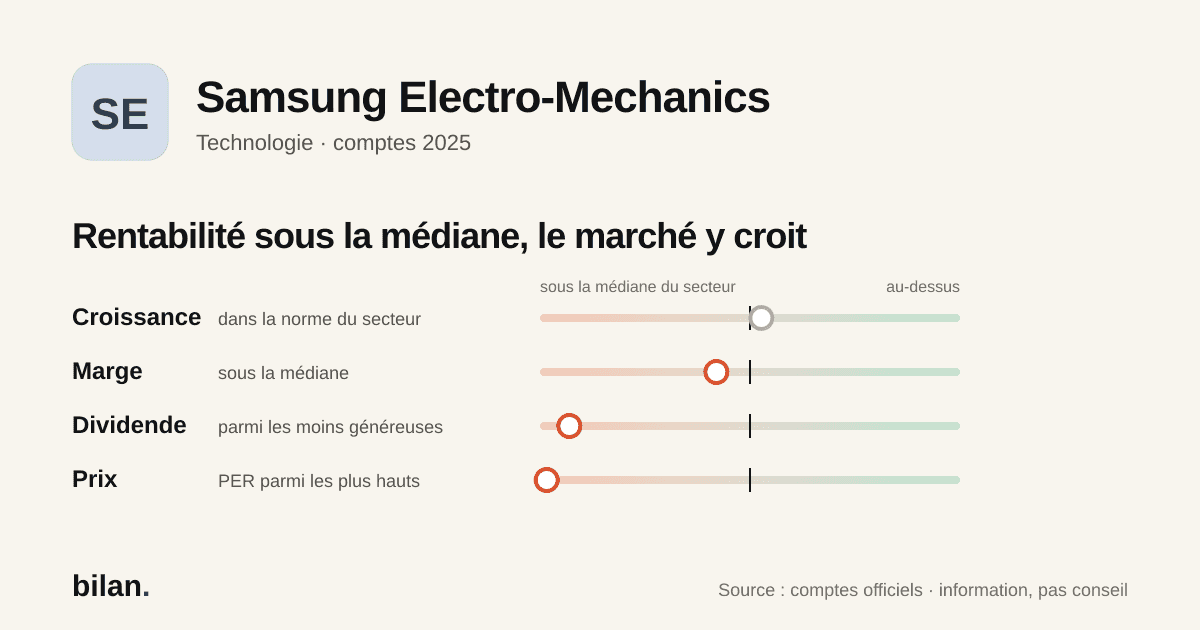 SE
Samsung Electro-Mechanics
Technologie · comptes 2025
Rentabilité sous la médiane, le marché y croit
sous la médiane du secteur au-dessus
Croissance dans la norme du secteur
Marge sous la médiane
Dividende parmi les moins généreuses
Prix PER parmi les plus hauts
bilan.
Source : comptes officiels · information, pas conseil